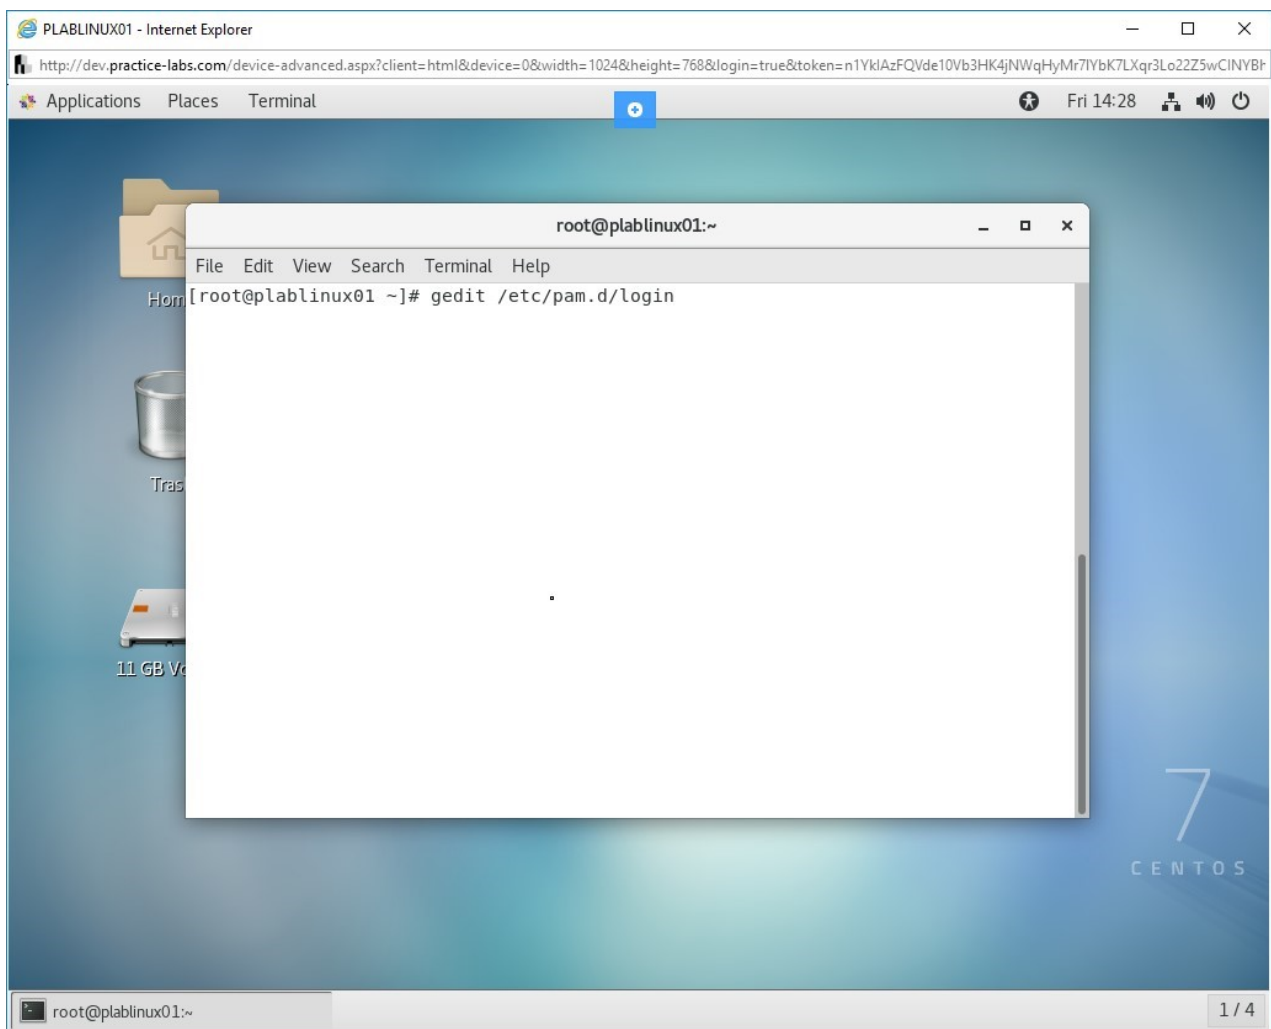 PLABLINUX01 - Internet Explorer
http://dev.practice-labs.com/device-advanced.aspx?client=html&device=0&width=1024&height=768&login=true&token=n1YklAzFQVde10Vb3HK4jNWqHyMr7lYbK7LXqr3Lo22Z5wClNYBh
Applications Places Terminal Fri 14:28
root@plablinux01:~
File Edit View Search Terminal Help
[root@plablinux01 ~]# gedit /etc/pam.d/login
Hom
Tras
11 GB Vo
7
CENTOS
root@plablinux01:~ 1 / 4